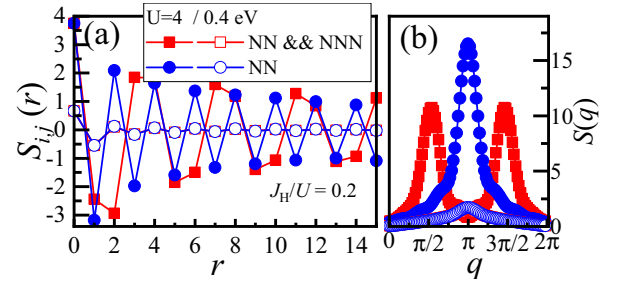 U=4 / 0.4 eV
NN && NNN
NN
(a)
(b)
4
3
2
1
0
-1
-2
-3
S_{i,j}(r)
J_H/U = 0.2
0 2 4 6 8 10 12 14
r
15
10
5
0
S(q)
0 π/2 π 3π/2 2π
q